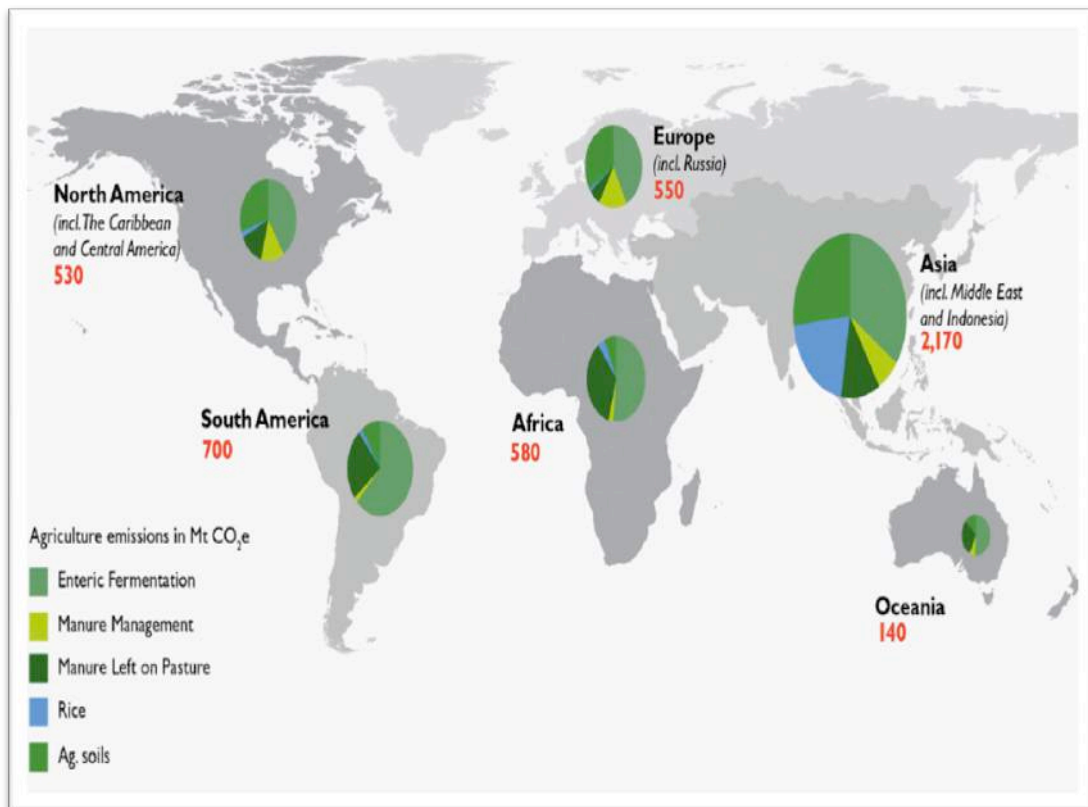 North America
(incl. The Caribbean
and Central America)
530
Europe
(incl. Russia)
550
Asia
(incl. Middle East
and Indonesia)
2,170
South America
700
Africa
580
Oceania
140
Agriculture emissions in Mt CO₂e
Enteric Fermentation
Manure Management
Manure Left on Pasture
Rice
Ag. soils